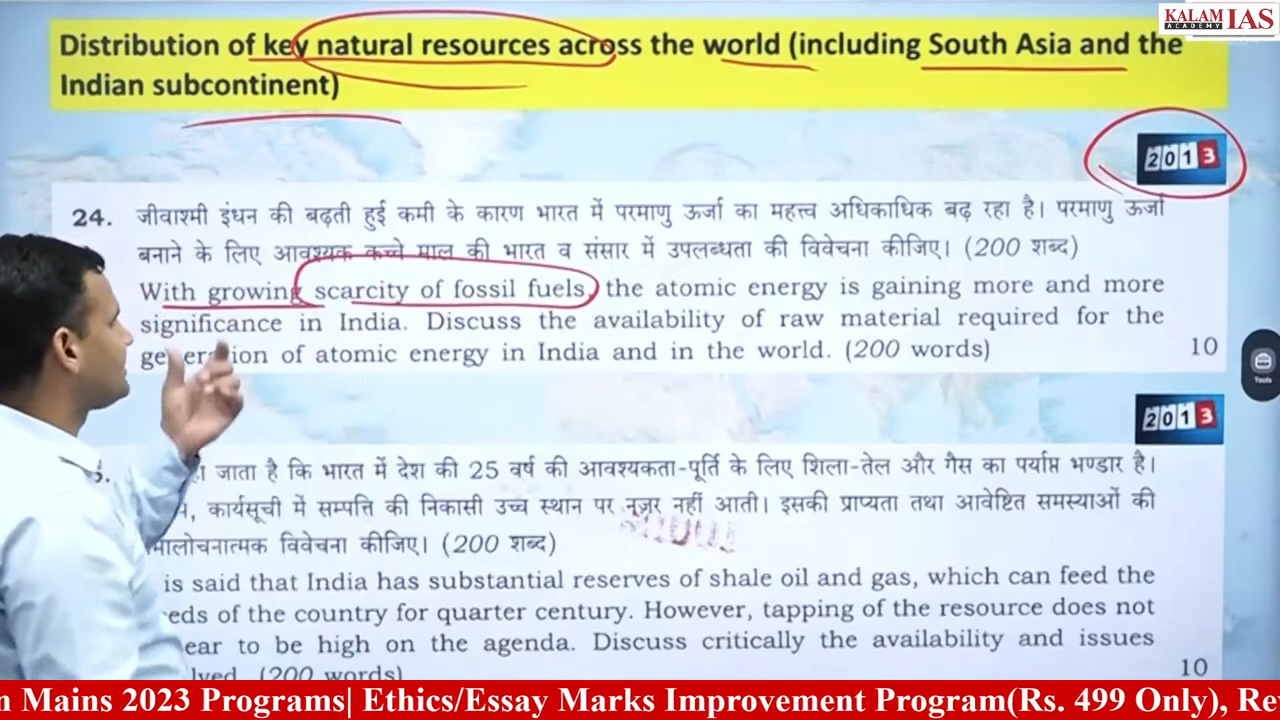 KALAM IAS
ACADEMY
Distribution of key natural resources across the world (including South Asia and the
Indian subcontinent)
2013
24. जीवाश्मी इंधन की बढ़ती हुई कमी के कारण भारत में परमाणु ऊर्जा का महत्त्व अधिकाधिक बढ़ रहा है। परमाणु ऊर्जा
बनाने के लिए आवश्यक कच्चे माल की भारत व संसार में उपलब्धता की विवेचना कीजिए। (200 शब्द)
With growing scarcity of fossil fuels, the atomic energy is gaining more and more
significance in India. Discuss the availability of raw material required for the
generation of atomic energy in India and in the world. (200 words) 10
Tools
2013
जाता है कि भारत में देश की 25 वर्ष की आवश्यकता-पूर्ति के लिए शिला-तेल और गैस का पर्याप्त भण्डार है।
कार्यसूची में सम्पत्ति की निकासी उच्च स्थान पर नज़र नहीं आती। इसकी प्राप्यता तथा आवेष्टित समस्याओं की
विवेचना कीजिए। (200 शब्द)
is said that India has substantial reserves of shale oil and gas, which can feed the
eds of the country for quarter century. However, tapping of the resource does not
ear to be high on the agenda. Discuss critically the availability and issues
lved. (200 words) 10
n Mains 2023 Programs| Ethics/Essay Marks Improvement Program(Rs. 499 Only), Re